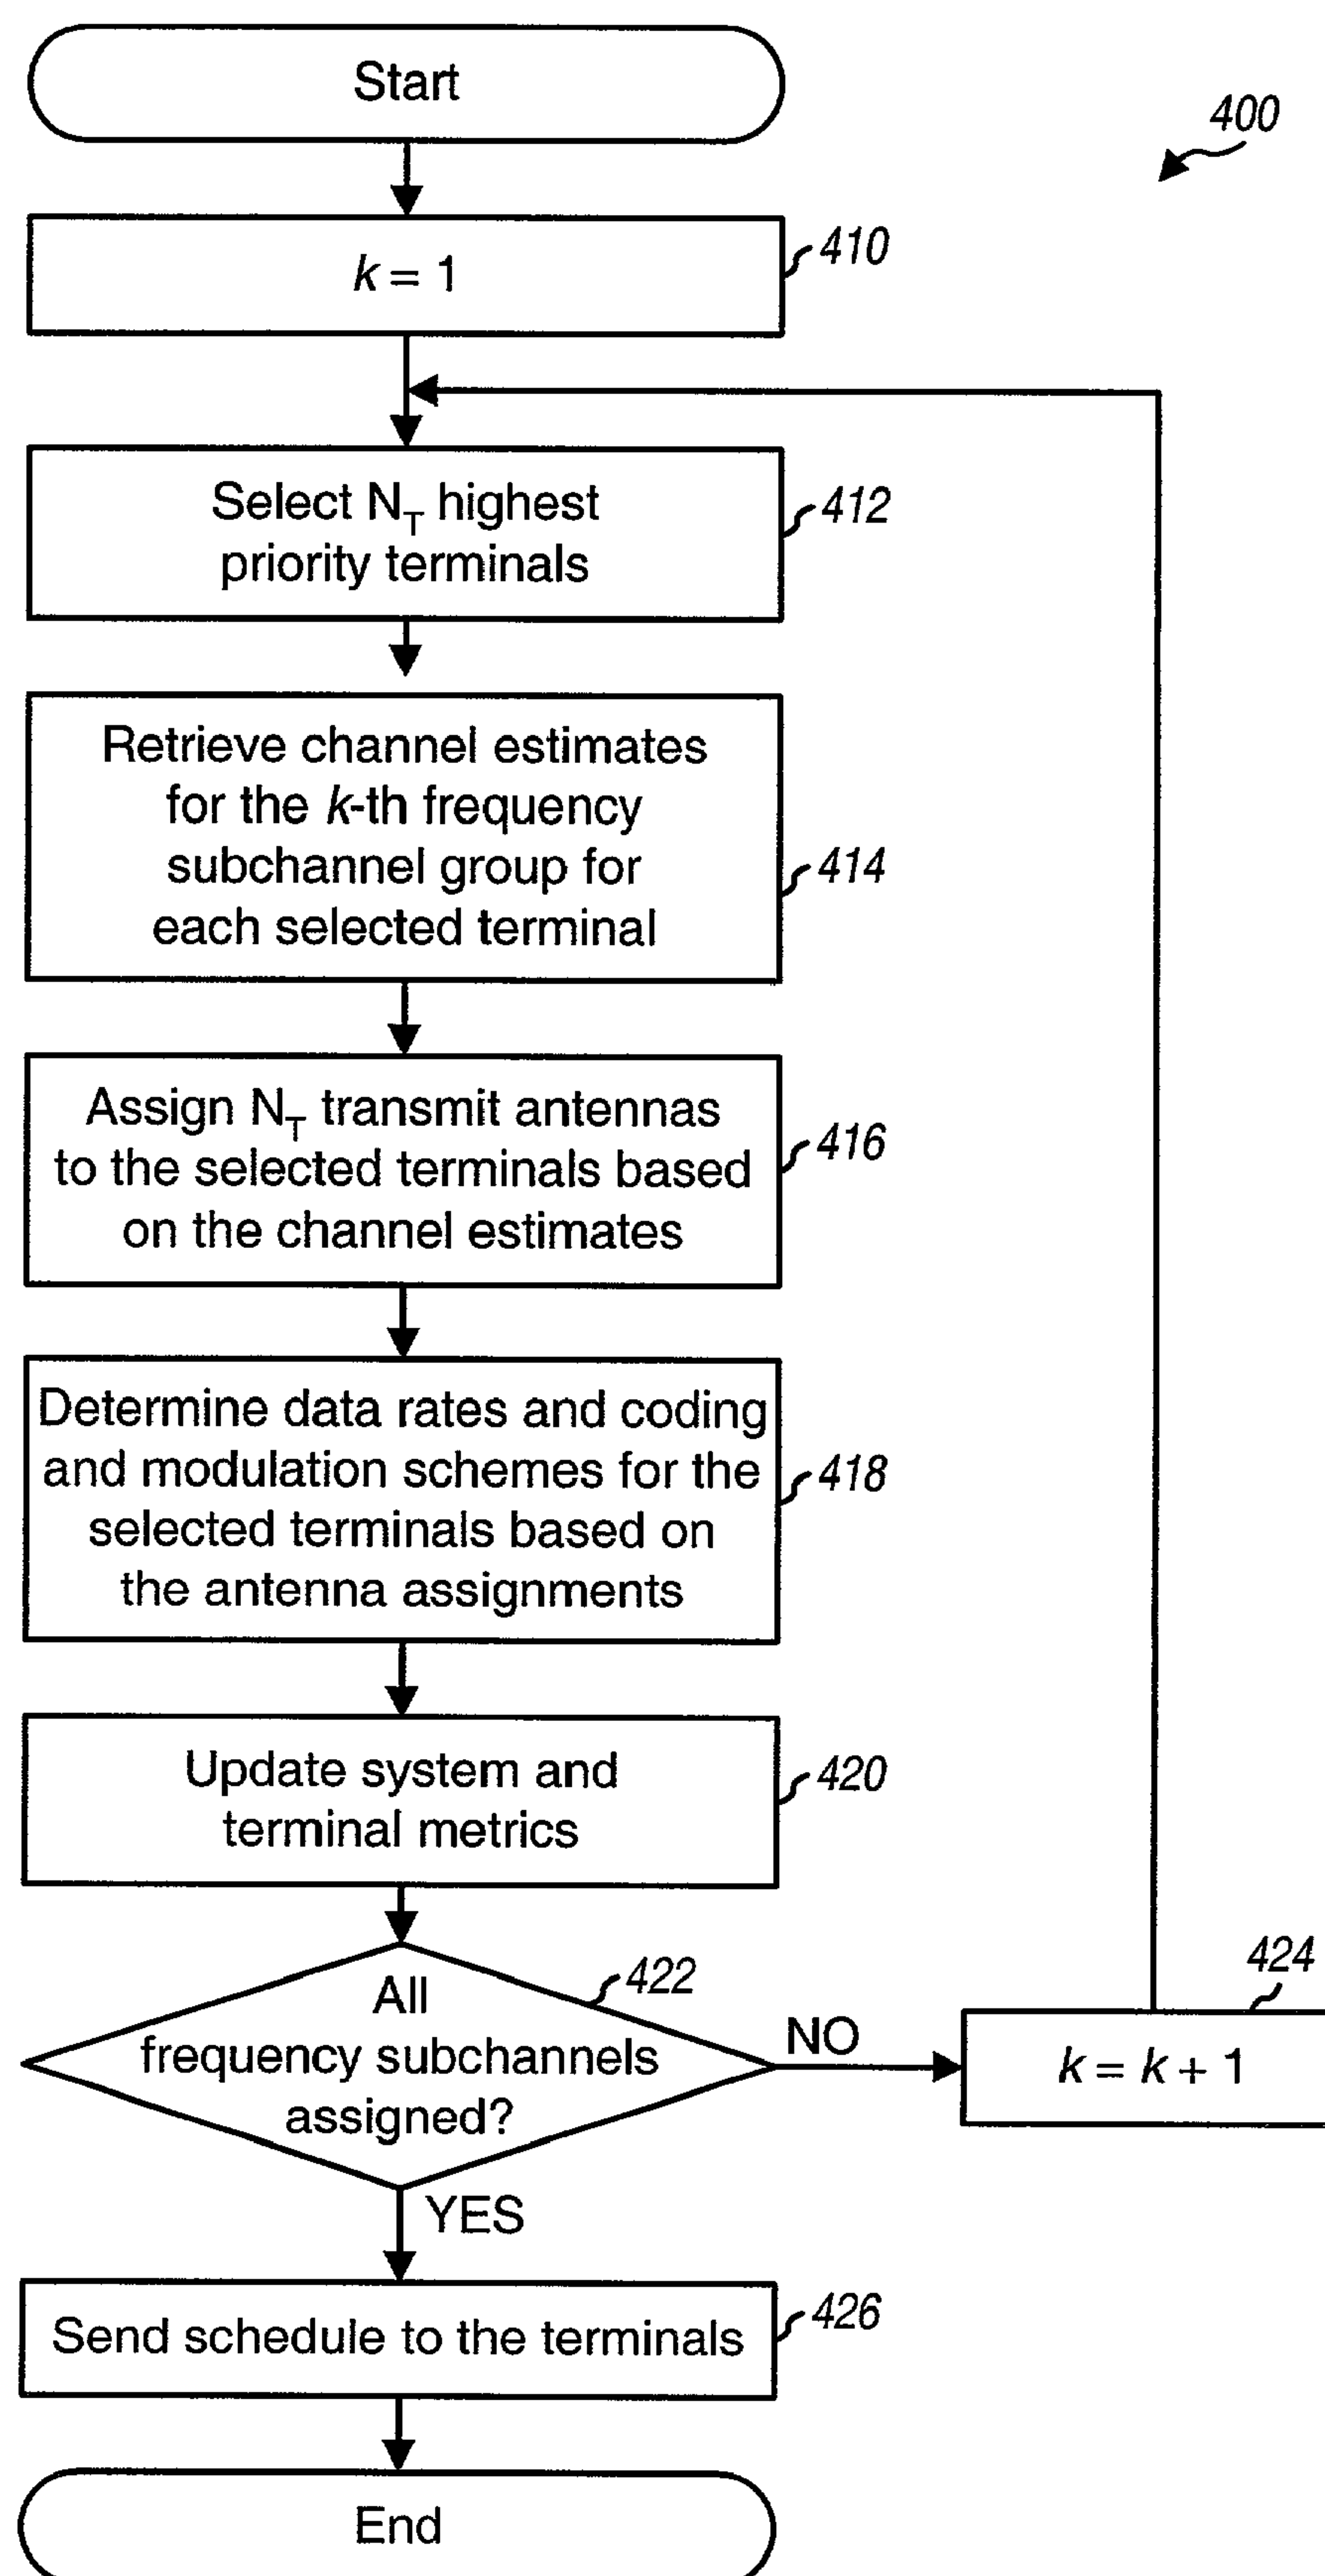 Start
400
k = 1
410
Select N_T highest
priority terminals
412
Retrieve channel estimates
for the k-th frequency
subchannel group for
each selected terminal
414
Assign N_T transmit antennas
to the selected terminals based
on the channel estimates
416
Determine data rates and coding
and modulation schemes for the
selected terminals based on
the antenna assignments
418
Update system and
terminal metrics
420
All
frequency subchannels
assigned?
422
NO
424
k = k + 1
YES
Send schedule to the terminals
426
End